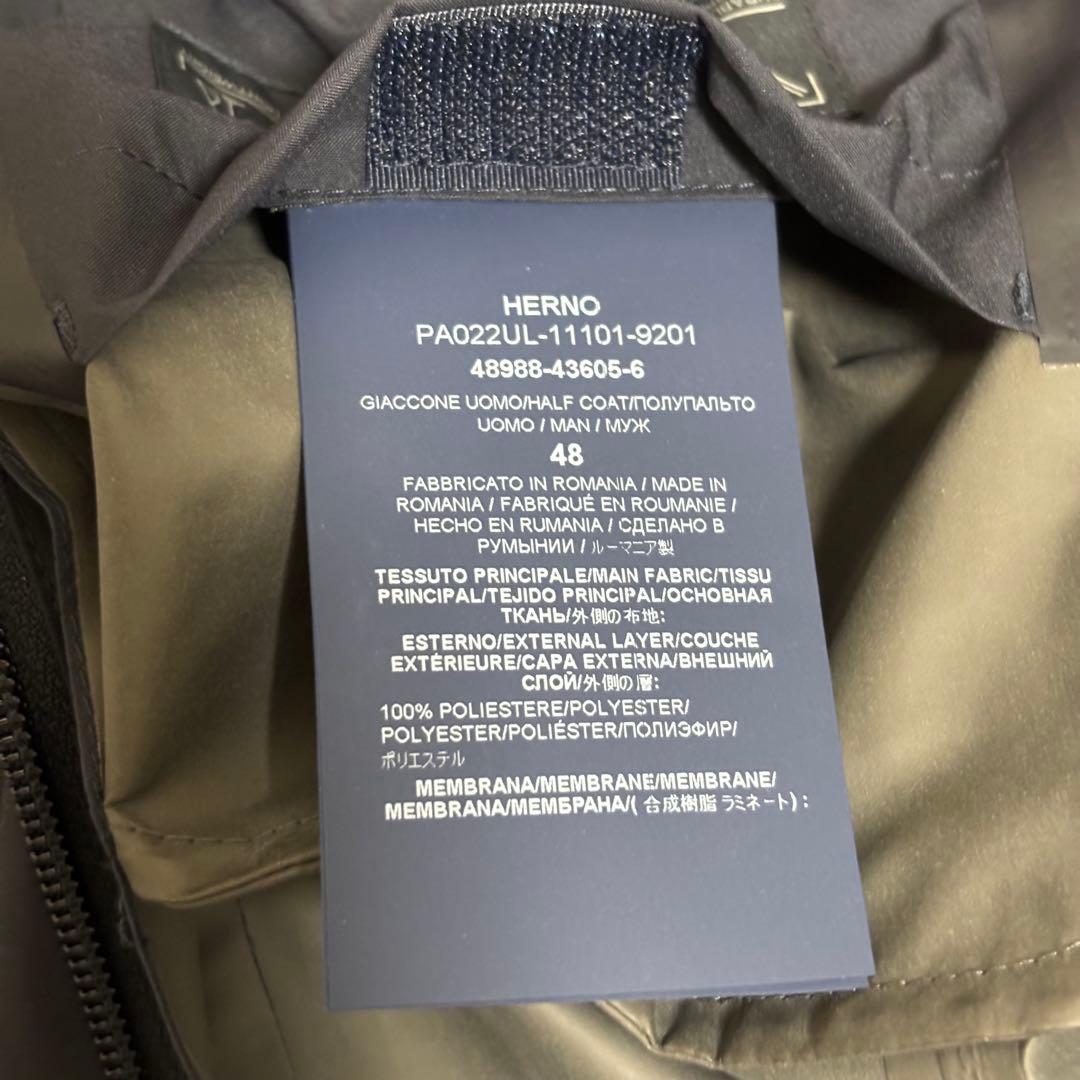 HERNO
PA022UL-11101-9201
48988-43605-6
GIACCONE UOMO/HALF COAT/ПОЛУПАЛЬТО
UOMO / MAN / МУЖ
48
FABBRICATO IN ROMANIA / MADE IN
ROMANIA / FABRIQUÉ EN ROUMANIE /
HECHO EN RUMANIA / СДЕЛАНО В
РУМЫНИИ / ルーマニア製
TESSUTO PRINCIPALE/MAIN FABRIC/TISSU
PRINCIPAL/TEJIDO PRINCIPAL/ОСНОВНАЯ
ТКАНЬ/外側の布地:
ESTERNO/EXTERNAL LAYER/COUCHE
EXTÉRIEURE/CAPA EXTERNA/ВНЕШНИЙ
СЛОЙ/外側の層:
100% POLIESTERE/POLYESTER/
POLYESTER/POLIÉSTER/ПОЛИЭФИР/
ポリエステル
MEMBRANA/MEMBRANE/MEMBRANE/
MEMBRANA/МЕМБРАНА/( 合成樹脂 ラミネート) :